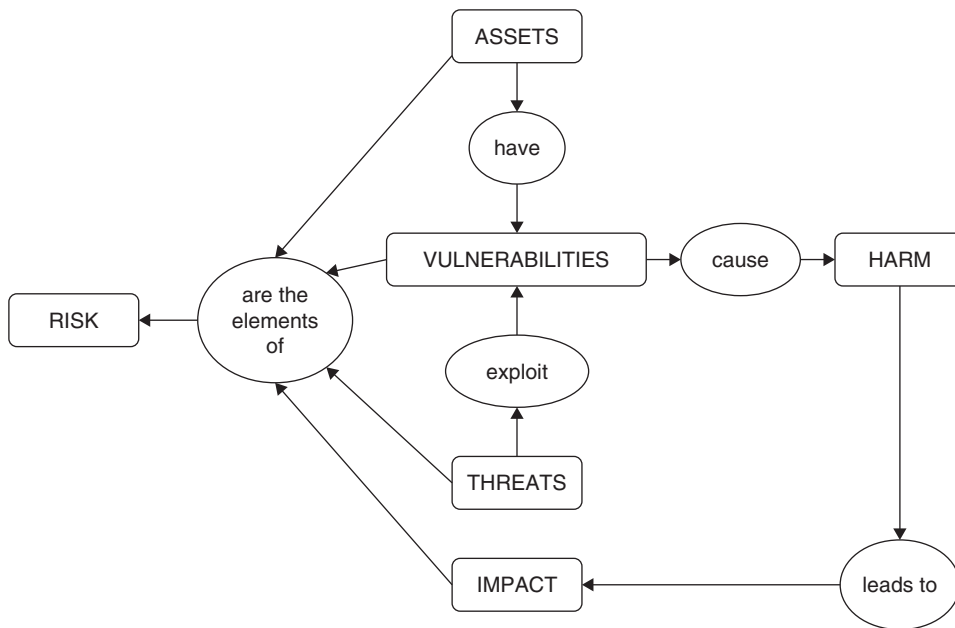 ASSETS
have
VULNERABILITIES
cause
HARM
are the
elements
of
RISK
exploit
THREATS
IMPACT
leads to